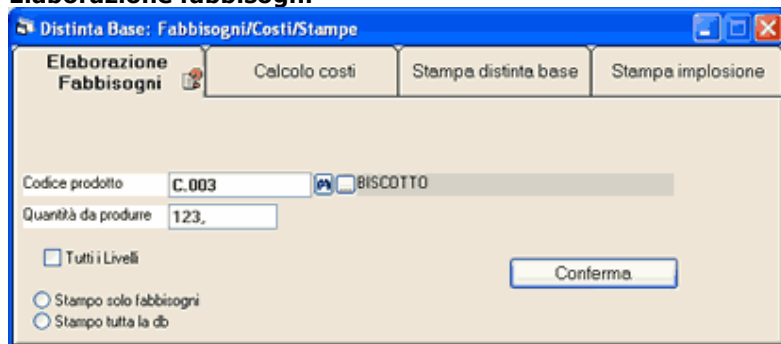 Elaborazione fabbisogni
Distinta Base: Fabbisogni/Costi/Stampe
Elaborazione
Fabbisogni
Calcolo costi
Stampa distinta base
Stampa implosione
Codice prodotto
C.003
BISCOTTO
Quantità da produrre
123,
Tutti i Livelli
Conferma
Stampo solo fabbisogni
Stampo tutta la db